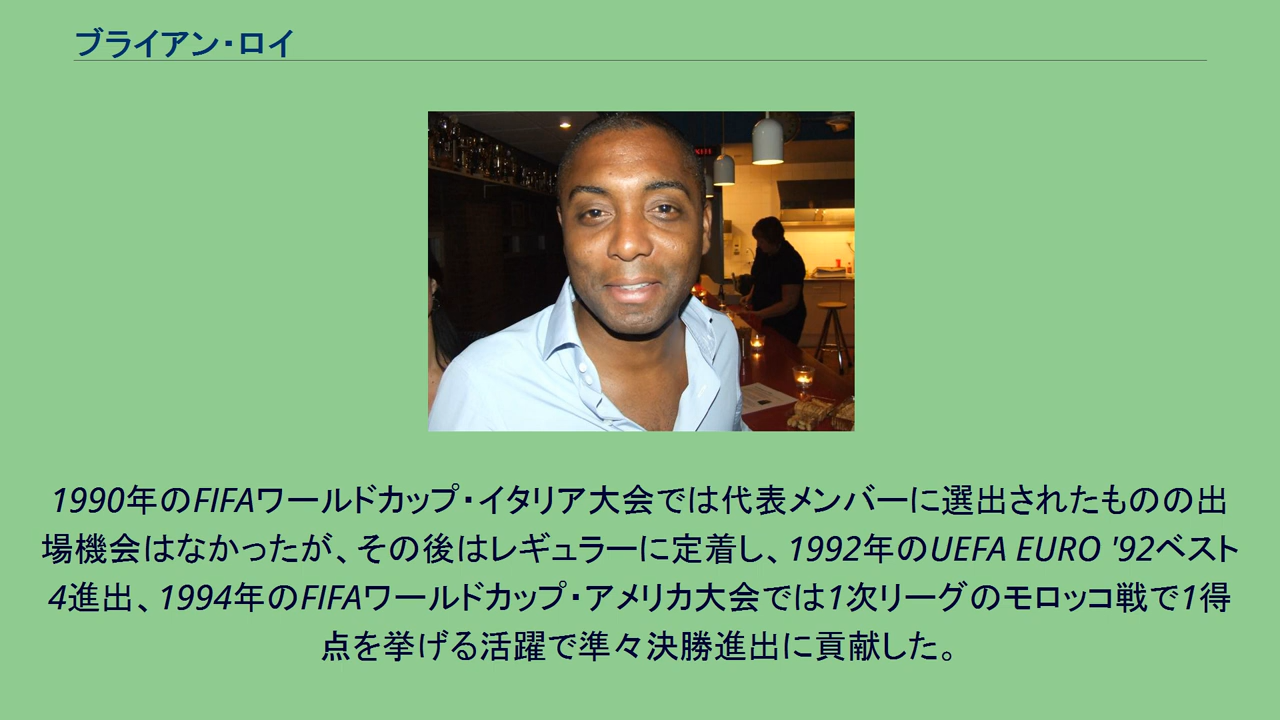 ブライアン・ロイ
1990年のFIFAワールドカップ・イタリア大会では代表メンバーに選出されたものの出
場機会はなかったが、その後はレギュラーに定着し、1992年のUEFA EURO '92ベスト
4進出、1994年のFIFAワールドカップ・アメリカ大会では1次リーグのモロッコ戦で1得
点を挙げる活躍で準々決勝進出に貢献した。